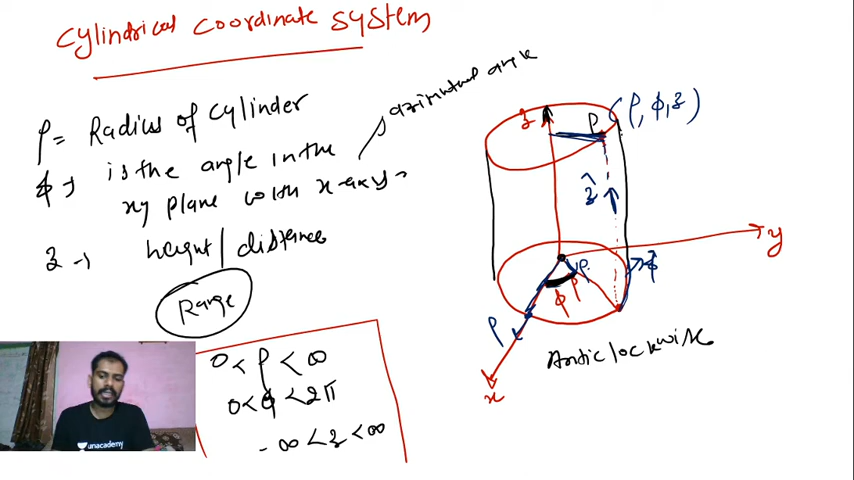 Cylindrical coordinate system
ρ = Radius of cylinder
azimuthal angle
φ → is the angle in the
xy plane with x-axis
z → height / distance
Range
0 < ρ < ∞
0 < φ < 2π
-∞ < z < ∞
z
P
(ρ, φ, z)
ẑ
y
ρ
φ
ρ
φ̂
ρ
x
Anticlockwise
unacademy